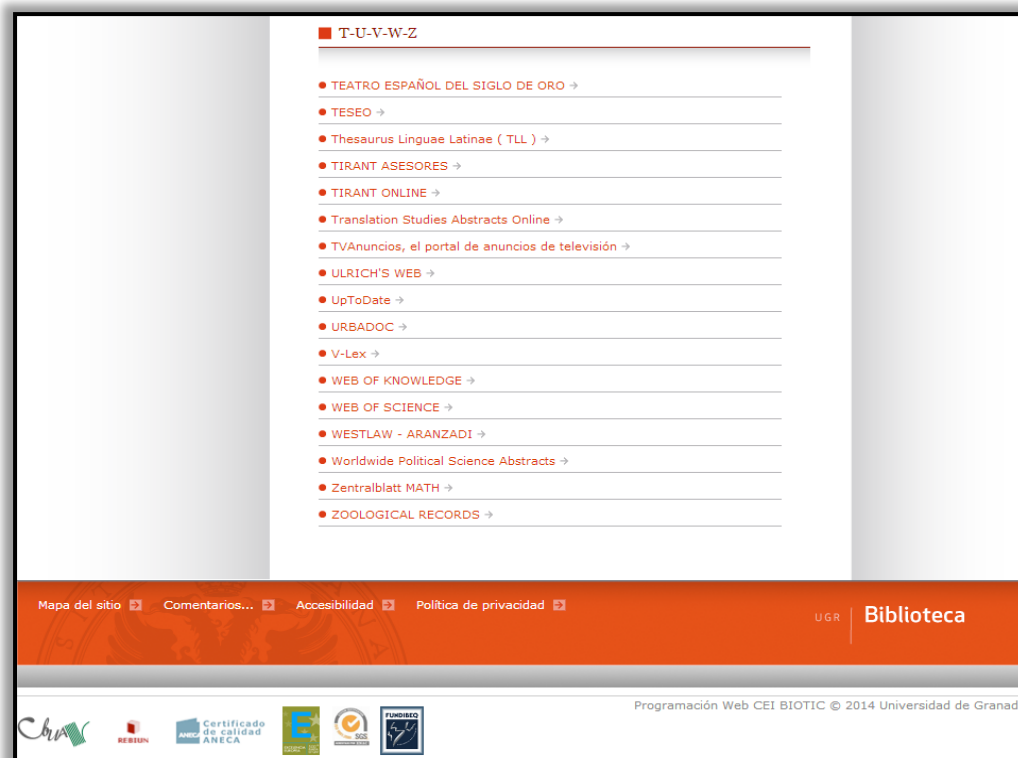 T-U-V-W-Z
TEATRO ESPAÑOL DEL SIGLO DE ORO
TESEO
Thesaurus Linguae Latinae ( TLL )
TIRANT ASESORES
TIRANT ONLINE
Translation Studies Abstracts Online
TVAnuncios, el portal de anuncios de televisión
ULRICH'S WEB
UpToDate
URBADOC
V-Lex
WEB OF KNOWLEDGE
WEB OF SCIENCE
WESTLAW - ARANZADI
Worldwide Political Science Abstracts
Zentralblatt MATH
ZOOLOGICAL RECORDS
Mapa del sitio Comentarios... Accesibilidad Política de privacidad
UGR Biblioteca
Programación Web CEI BIOTIC © 2014 Universidad de Granad
Cbua
REBIUN
ANECA Certificado de calidad ANECA
E
SGS
FUNDIBEQ